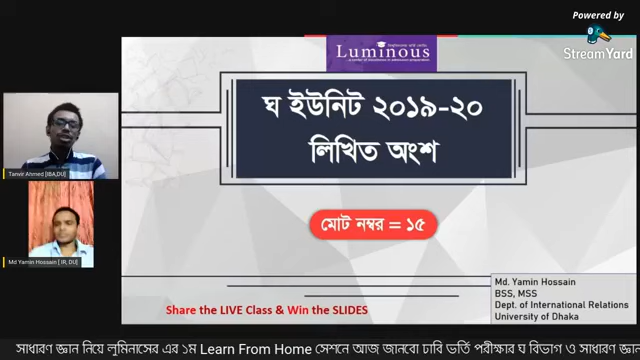 Powered by
StreamYard
Luminous
ঘ ইউনিট ২০১৯-২০
লিখিত অংশ
মোট নম্বর = ১৫
Tanvir Ahmed [IBA,DU]
Md Yamin Hossain [ IR, DU]
Md. Yamin Hossain
BSS, MSS
Dept. of International Relations
University of Dhaka
Share the LIVE Class & Win the SLIDES
সাধারণ জ্ঞান নিয়ে লুমিনাসের এর ১ম Learn From Home সেশনে আজ জানবো ঢাবি ভর্তি পরীক্ষার ঘ বিভাগ ও সাধারণ জ্ঞা